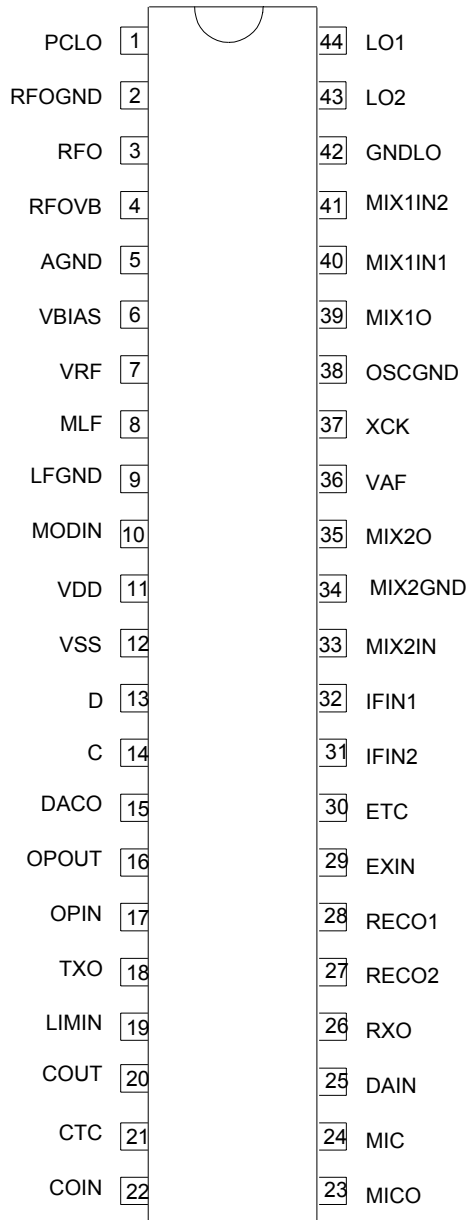 PCLO 1 44 LO1
RFOGND 2 43 LO2
RFO 3 42 GNDLO
RFOVB 4 41 MIX1IN2
AGND 5 40 MIX1IN1
VBIAS 6 39 MIX1O
VRF 7 38 OSCGND
MLF 8 37 XCK
LFGND 9 36 VAF
MODIN 10 35 MIX2O
VDD 11 34 MIX2GND
VSS 12 33 MIX2IN
D 13 32 IFIN1
C 14 31 IFIN2
DACO 15 30 ETC
OPOUT 16 29 EXIN
OPIN 17 28 RECO1
TXO 18 27 RECO2
LIMIN 19 26 RXO
COUT 20 25 DAIN
CTC 21 24 MIC
COIN 22 23 MICO